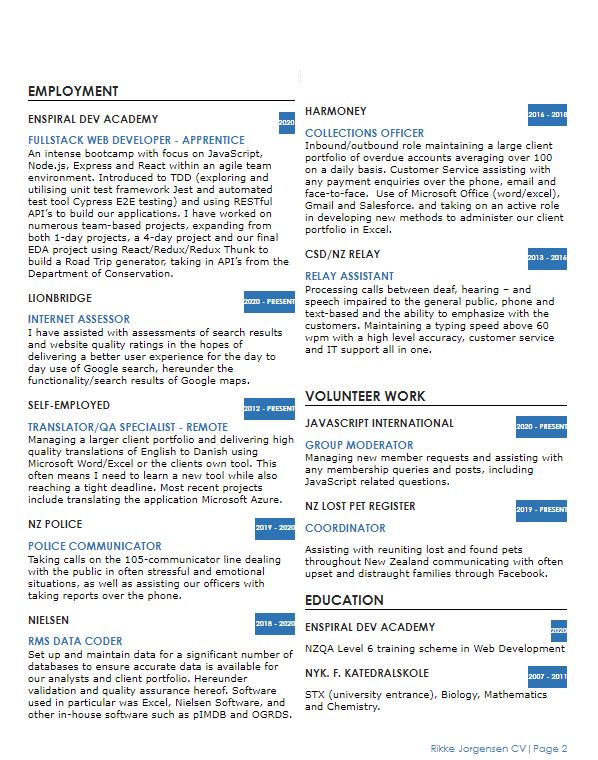 EMPLOYMENT
ENSPIRAL DEV ACADEMY
2020
FULLSTACK WEB DEVELOPER - APPRENTICE
An intense bootcamp with focus on JavaScript,
Node.js, Express and React within an agile team
environment. Introduced to TDD (exploring and
utilising unit test framework Jest and automated
test tool Cypress E2E testing) and using RESTful
API's to build our applications. I have worked on
numerous team-based projects, expanding from
both 1-day projects, a 4-day project and our final
EDA project using React/Redux/Redux Thunk to
build a Road Trip generator, taking in API's from the
Department of Conservation.
LIONBRIDGE
2020 - PRESENT
INTERNET ASSESSOR
I have assisted with assessments of search results
and website quality ratings in the hopes of
delivering a better user experience for the day to
day use of Google search, hereunder the
functionality/search results of Google maps.
SELF-EMPLOYED
2012 - PRESENT
TRANSLATOR/QA SPECIALIST - REMOTE
Managing a larger client portfolio and delivering high
quality translations of English to Danish using
Microsoft Word/Excel or the clients own tool. This
often means I need to learn a new tool while also
reaching a tight deadline. Most recent projects
include translating the application Microsoft Azure.
NZ POLICE
2019 - 2020
POLICE COMMUNICATOR
Taking calls on the 105-communicator line dealing
with the public in often stressful and emotional
situations, as well as assisting our officers with
taking reports over the phone.
NIELSEN
2018 - 2020
RMS DATA CODER
Set up and maintain data for a significant number of
databases to ensure accurate data is available for
our analysts and client portfolio. Hereunder
validation and quality assurance hereof. Software
used in particular was Excel, Nielsen Software, and
other in-house software such as pIMDB and OGRDS.
HARMONEY
2016 - 2018
COLLECTIONS OFFICER
Inbound/outbound role maintaining a large client
portfolio of overdue accounts averaging over 100
on a daily basis. Customer Service assisting with
any payment enquiries over the phone, email and
face-to-face. Use of Microsoft Office (word/excel),
Gmail and Salesforce. and taking on an active role
in developing new methods to administer our client
portfolio in Excel.
CSD/NZ RELAY
2013 - 2016
RELAY ASSISTANT
Processing calls between deaf, hearing – and
speech impaired to the general public, phone and
text-based and the ability to emphasize with the
customers. Maintaining a typing speed above 60
wpm with a high level accuracy, customer service
and IT support all in one.
VOLUNTEER WORK
JAVASCRIPT INTERNATIONAL
2020 - PRESENT
GROUP MODERATOR
Managing new member requests and assisting with
any membership queries and posts, including
JavaScript related questions.
NZ LOST PET REGISTER
2019 - PRESENT
COORDINATOR
Assisting with reuniting lost and found pets
throughout New Zealand communicating with often
upset and distraught families through Facebook.
EDUCATION
ENSPIRAL DEV ACADEMY
2020
NZQA Level 6 training scheme in Web Development
NYK. F. KATEDRALSKOLE
2007 - 2011
STX (university entrance), Biology, Mathematics
and Chemistry.
Rikke Jorgensen CV| Page 2